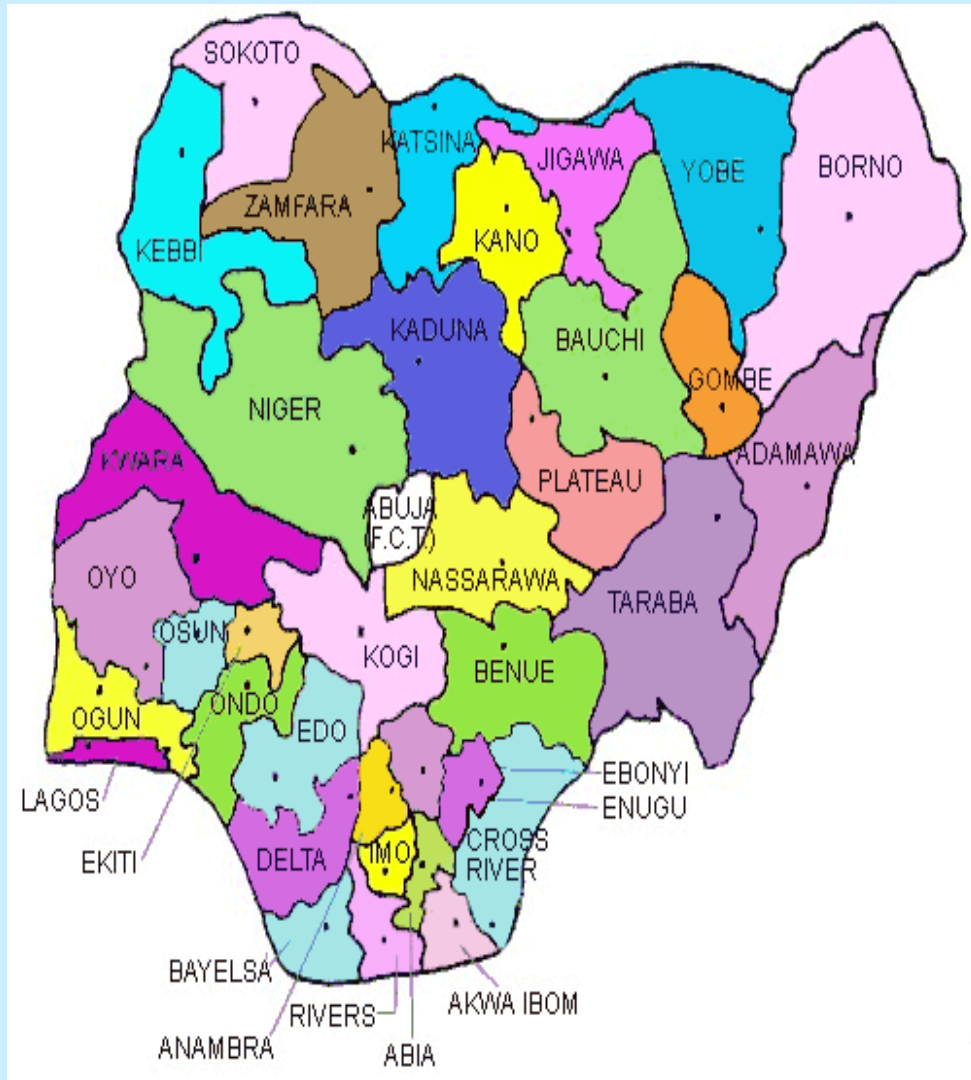 SOKOTO
KATSINA
JIGAWA
YOBE
BORNO
ZAMFARA
KANO
KEBBI
KADUNA
BAUCHI
GOMBE
NIGER
ADAMAWA
KWARA
PLATEAU
ABUJA
(F.C.T.)
NASSARAWA
OYO
TARABA
OSUN
KOGI
BENUE
ONDO
OGUN
EDO
EBONYI
LAGOS
ENUGU
EKITI
DELTA
IMO
CROSS
RIVER
BAYELSA
RIVERS
AKWA IBOM
ANAMBRA
ABIA